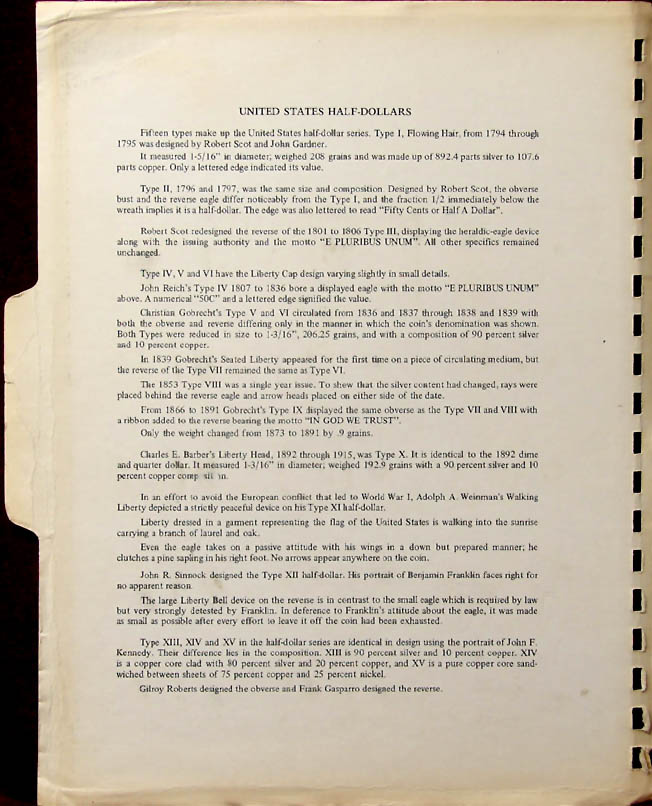 UNITED STATES HALF-DOLLARS
Fifteen types make up the United States half-dollar series. Type I, Flowing Hair, from 1794 through
1795 was designed by Robert Scot and John Gardner.
It measured 1-5/16" in diameter; weighed 208 grains and was made up of 892.4 parts silver to 107.6
parts copper. Only a lettered edge indicated its value.
Type II, 1796 and 1797, was the same size and composition. Designed by Robert Scot, the obverse
bust and the reverse eagle differ noticeably from the Type I, and the fraction 1/2 immediately below the
wreath implies it is a half-dollar. The edge was also lettered to read "Fifty Cents or Half A Dollar".
Robert Scot redesigned the reverse of the 1801 to 1806 Type III, displaying the heraldic-eagle device
along with the issuing authority and the motto "E PLURIBUS UNUM". All other specifics remained
unchanged.
Type IV, V and VI have the Liberty Cap design varying slightly in small details.
John Reich's Type IV 1807 to 1836 bore a displayed eagle with the motto "E PLURIBUS UNUM"
above. A numerical "50C" and a lettered edge signified the value.
Christian Gobrecht's Type V and VI circulated from 1836 and 1837 through 1838 and 1839 with
both the obverse and reverse differing only in the manner in which the coin's denomination was shown.
Both Types were reduced in size to 1-3/16", 206.25 grains, and with a composition of 90 percent silver
and 10 percent copper.
In 1839 Gobrecht's Seated Liberty appeared for the first time on a piece of circulating medium, but
the reverse of the Type VII remained the same as Type VI.
The 1853 Type VIII was a single year issue. To show that the silver content had changed, rays were
placed behind the reverse eagle and arrow heads placed on either side of the date.
From 1866 to 1891 Gobrecht's Type IX displayed the same obverse as the Type VII and VIII with
a ribbon added to the reverse bearing the motto "IN GOD WE TRUST".
Only the weight changed from 1873 to 1891 by .9 grains.
Charles E. Barber's Liberty Head, 1892 through 1915, was Type X. It is identical to the 1892 dime
and quarter dollar. It measured 1-3/16" in diameter; weighed 192.9 grains with a 90 percent silver and 10
percent copper
In an effort to avoid the European conflict that led to World War I, Adolph A. Weinman's Walking
Liberty depicted a strictly peaceful device on his Type XI half-dollar.
Liberty dressed in a garment representing the flag of the United States is walking into the sunrise
carrying a branch of laurel and oak.
Even the eagle takes on a passive attitude with his wings in a down but prepared manner; he
clutches a pine sapling in his right foot. No arrows appear anywhere on the coin.
John R. Sinnock designed the Type XII half-dollar. His portrait of Benjamin Franklin faces right for
no apparent reason.
The large Liberty Bell device on the reverse is in contrast to the small eagle which is required by law
but very strongly detested by Franklin. In deference to Franklin's attitude about the eagle, it was made
as small as possible after every effort to leave it off the coin had been exhausted.
Type XIII, XIV and XV in the half-dollar series are identical in design using the portrait of John F.
Kennedy. Their difference lies in the composition. XIII is 90 percent silver and 10 percent copper. XIV
is a copper core clad with 80 percent silver and 20 percent copper, and XV is a pure copper core sand-
wiched between sheets of 75 percent copper and 25 percent nickel.
Gilroy Roberts designed the obverse and Frank Gasparro designed the reverse.